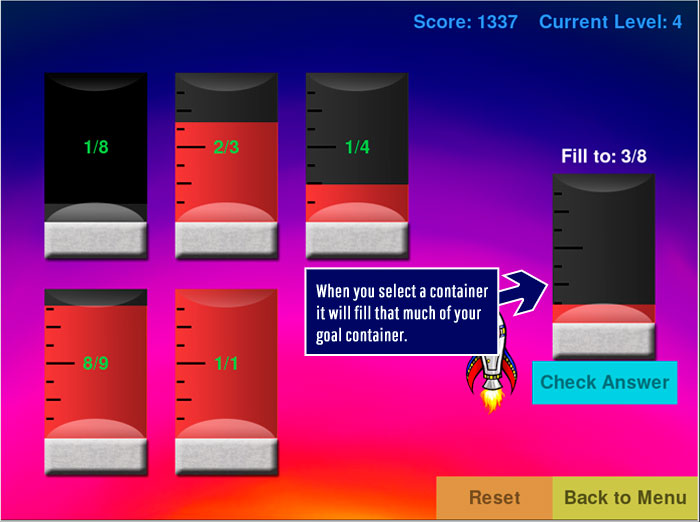 Score: 1337 Current Level: 4
1/8
2/3
1/4
Fill to: 3/8
When you select a container
it will fill that much of your
goal container.
8/9
1/1
Check Answer
Reset
Back to Menu